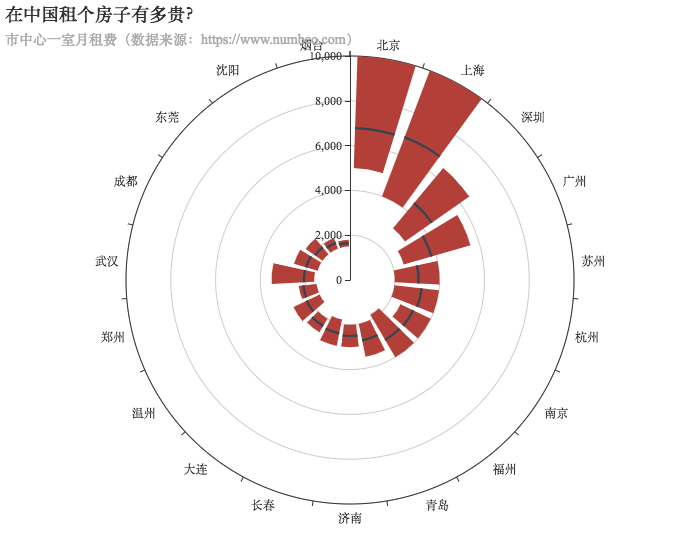 在中国租个房子有多贵?
市中心一室月租费（数据来源：https://www.numbeo.com）
烟台
北京
沈阳
上海
10,000
8,000
6,000
4,000
2,000
0
东莞
深圳
成都
广州
武汉
苏州
郑州
杭州
温州
南京
大连
福州
长春
青岛
济南